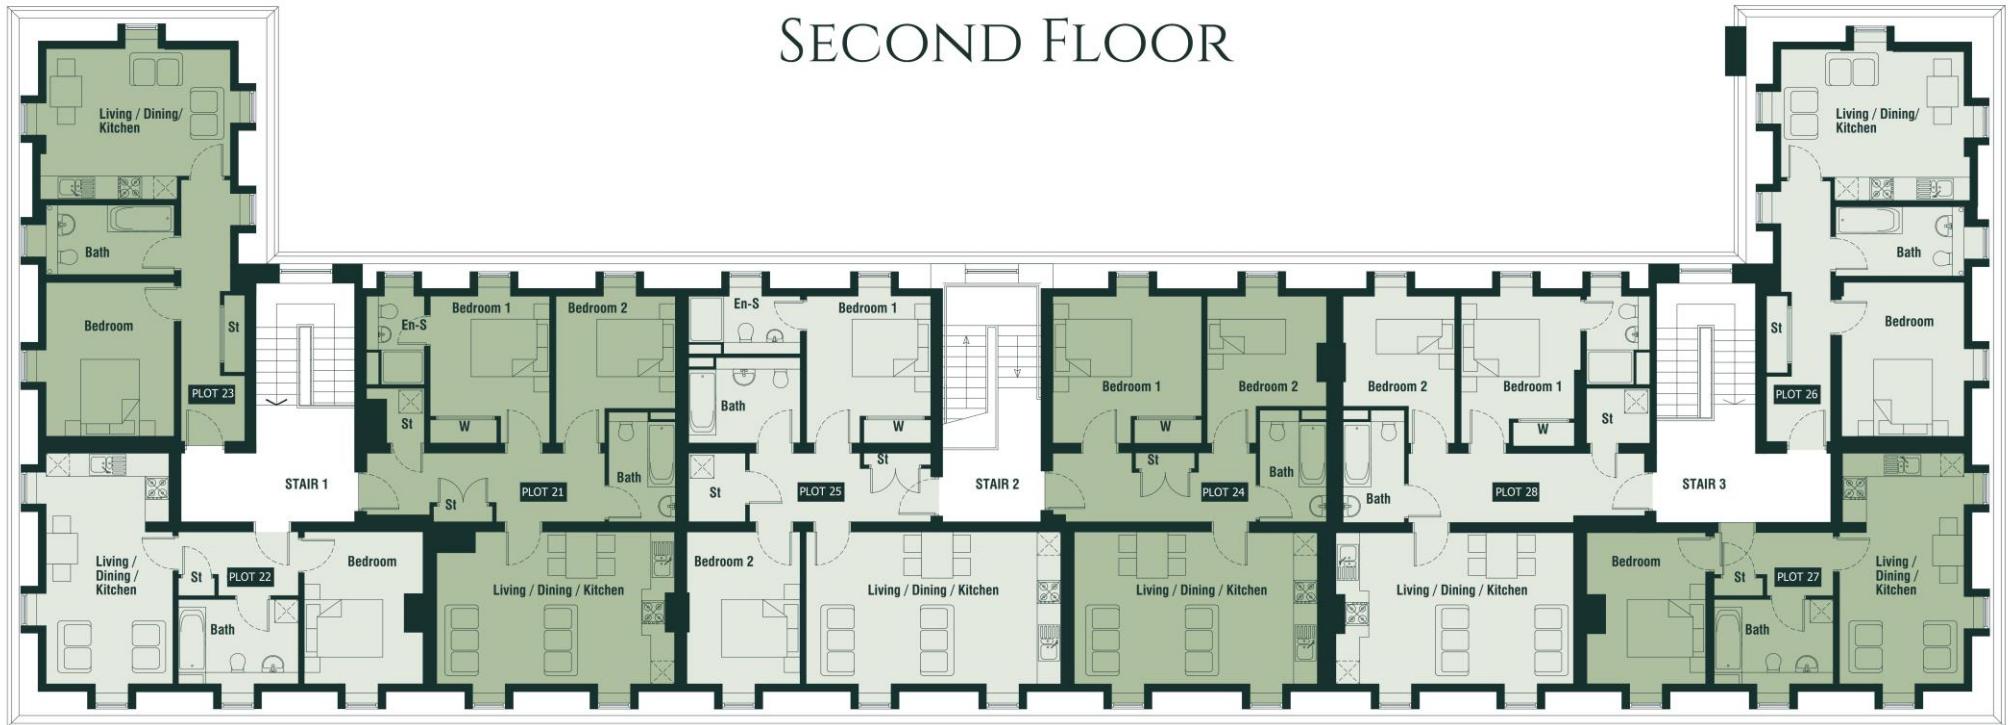 SECOND FLOOR
Living / Dining/
Kitchen
Bath
Bedroom
St
PLOT 23
STAIR 1
Living /
Dining /
Kitchen
St
PLOT 22
Bath
Bedroom
En-S
Bedroom 1
Bedroom 2
St
W
Bath
St
PLOT 21
Living / Dining / Kitchen
En-S
Bedroom 1
Bath
W
St
PLOT 25
St
Bedroom 2
Living / Dining / Kitchen
STAIR 2
Bedroom 1
Bedroom 2
W
St
Bath
PLOT 24
Living / Dining / Kitchen
Bedroom 2
Bedroom 1
W
St
Bath
PLOT 28
Living / Dining / Kitchen
STAIR 3
Living / Dining/
Kitchen
Bath
Bedroom
St
PLOT 26
Bedroom
St
PLOT 27
Bath
Living /
Dining /
Kitchen